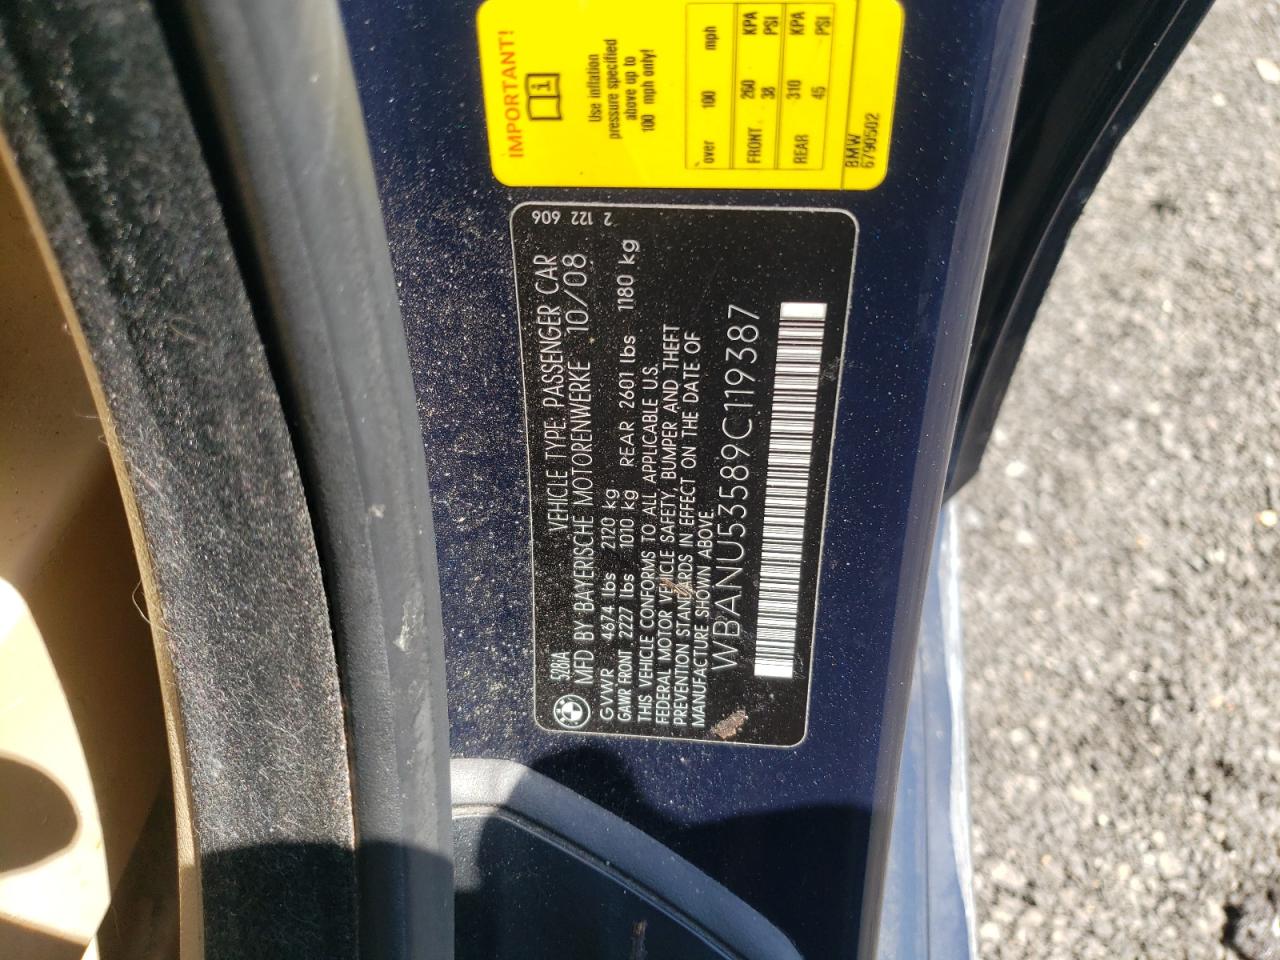 IMPORTANT!
i
Use inflation
pressure specified
above up to
100 mph only!
over 100 mph
FRONT 260 KPA
38 PSI
REAR 310 KPA
45 PSI
BMW
6790502
2 122 606
528iA VEHICLE TYPE: PASSENGER CAR
MFD BY BAYERISCHE MOTORENWERKE 10/08
GVWR 4674 lbs 2120 kg
GAWR FRONT 2227 lbs 1010 kg REAR 2601 lbs 1180 kg
THIS VEHICLE CONFORMS TO ALL APPLICABLE U.S.
FEDERAL MOTOR VEHICLE SAFETY, BUMPER AND THEFT
PREVENTION STANDARDS IN EFFECT ON THE DATE OF
MANUFACTURE SHOWN ABOVE.
WBANU53589C119387